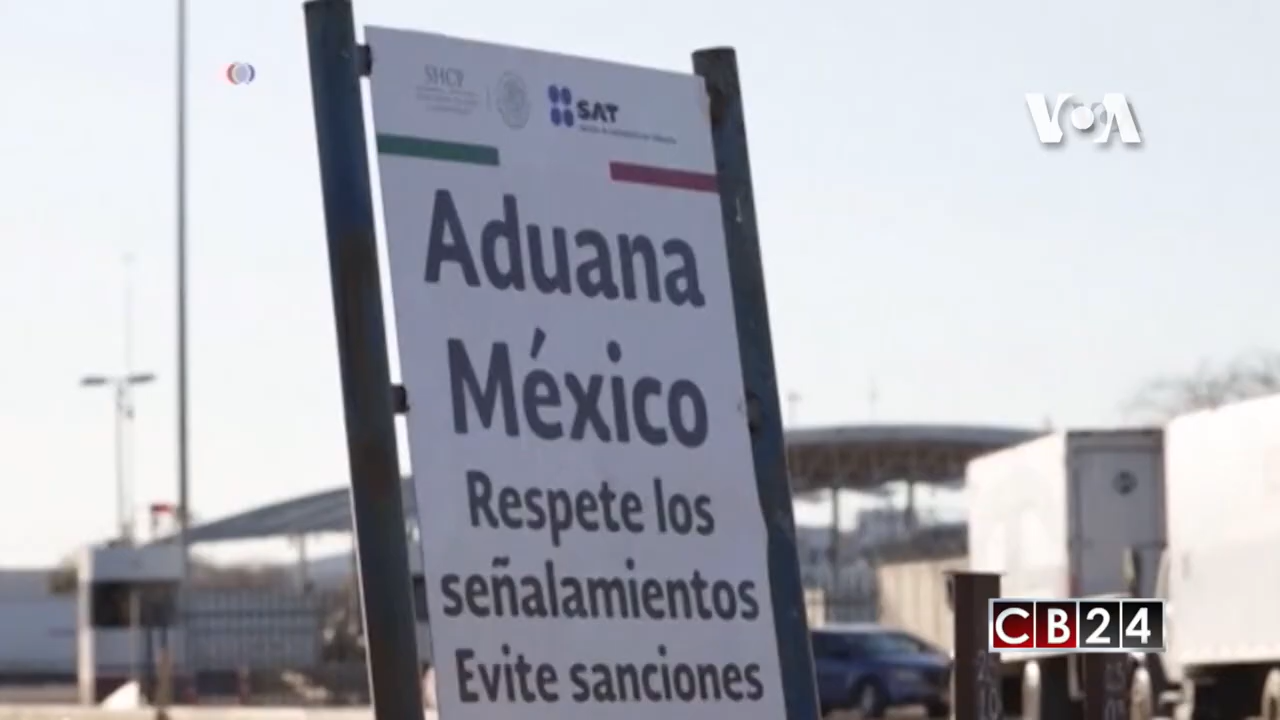 VOA
SHCP
SAT
Aduana
México
Respete los
señalamientos
Evite sanciones
CB24